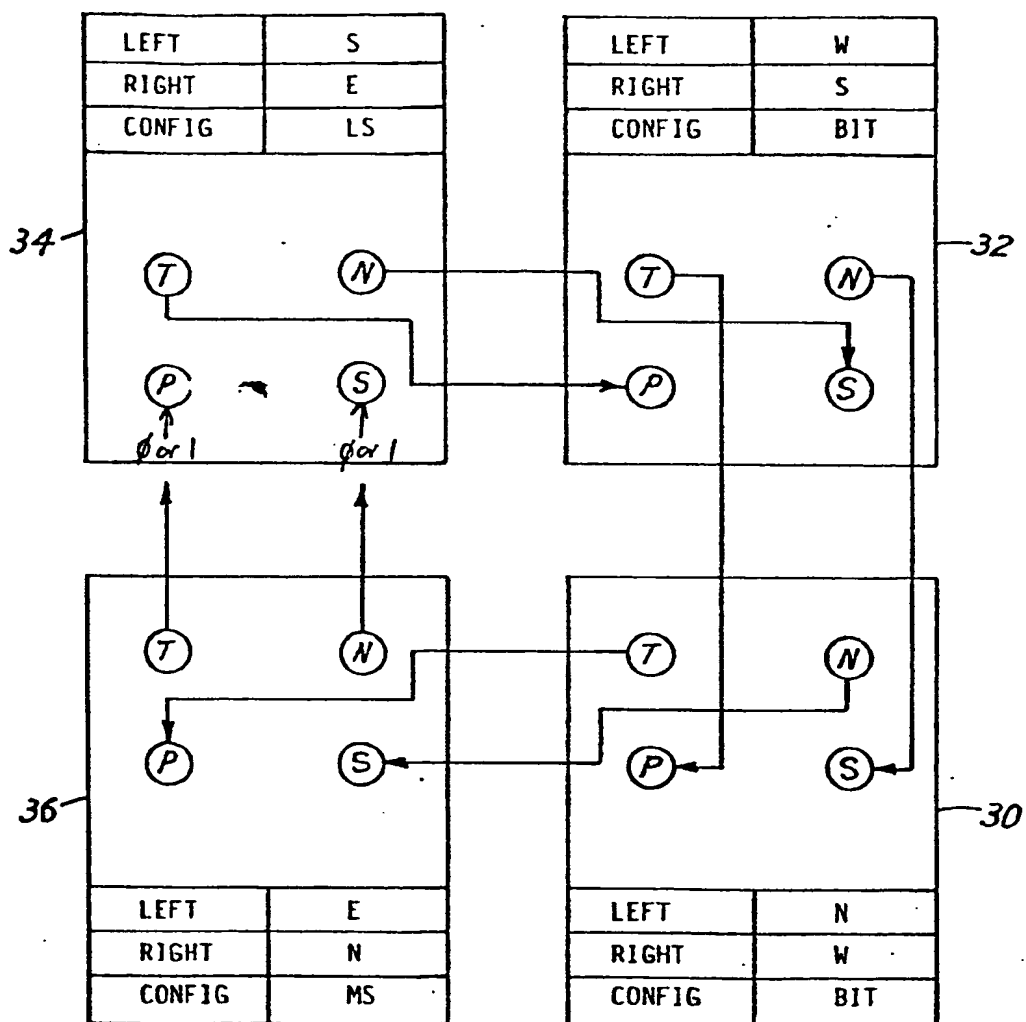 LEFT S
RIGHT E
CONFIG LS
LEFT W
RIGHT S
CONFIG BIT
34
T N
P S
ϕ or 1 ϕ or 1
T N
P S
32
T N
P S
36
LEFT E
RIGHT N
CONFIG MS
T N
P S
30
LEFT N
RIGHT W
CONFIG BIT